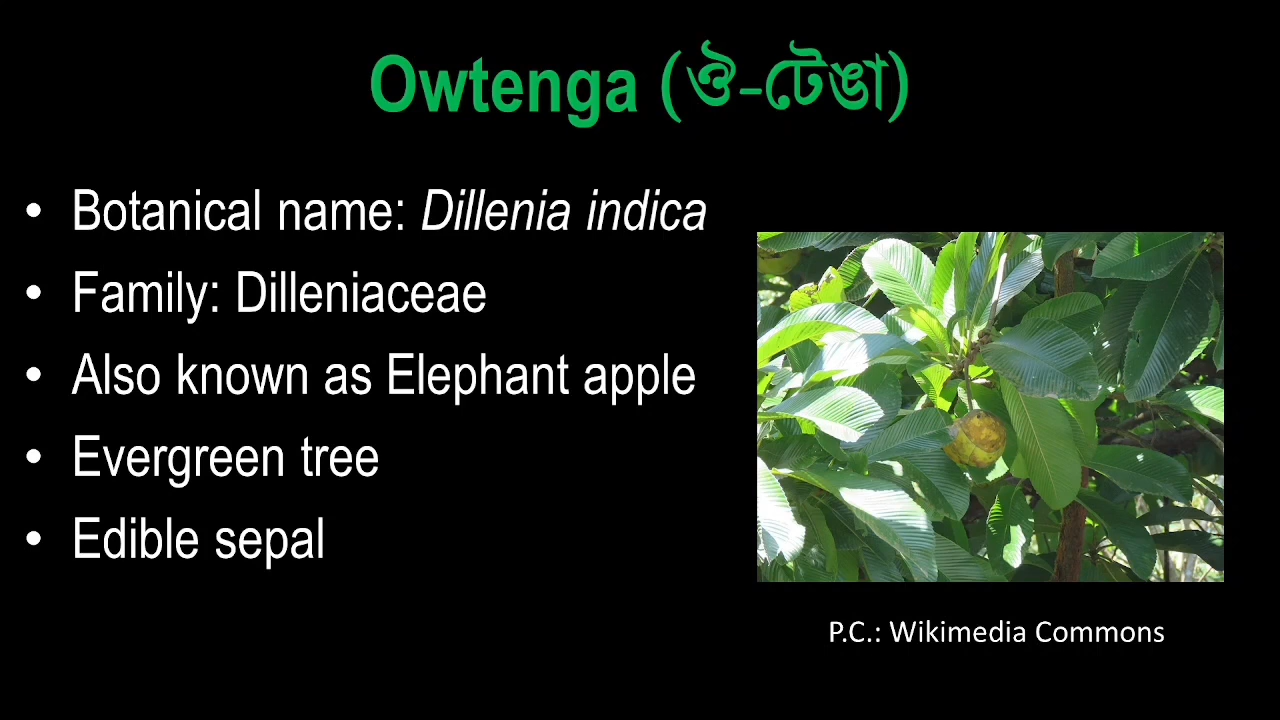 Owtenga (ঔ-টেঙা)
• Botanical name: Dillenia indica
• Family: Dilleniaceae
• Also known as Elephant apple
• Evergreen tree
• Edible sepal
P.C.: Wikimedia Commons